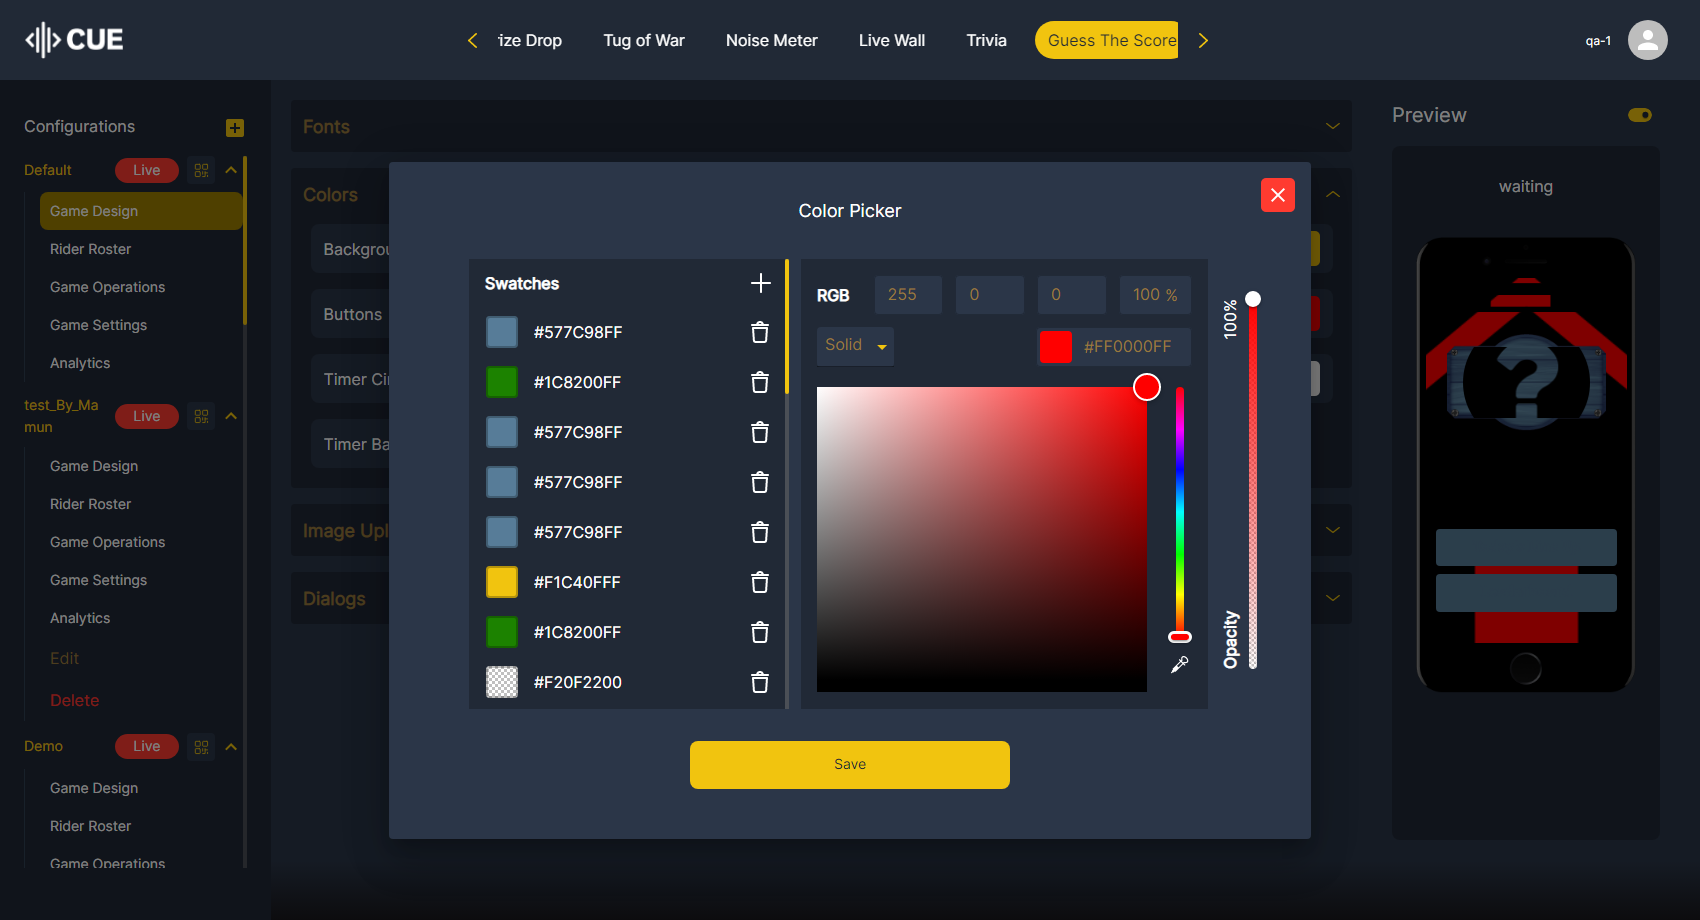 CUE
ize Drop
Tug of War
Noise Meter
Live Wall
Trivia
Guess The Score
qa-1
Configurations
Default
Live
Game Design
Rider Roster
Game Operations
Game Settings
Analytics
test_By_Ma
mun
Live
Game Design
Rider Roster
Game Operations
Game Settings
Analytics
Edit
Delete
Demo
Live
Game Design
Rider Roster
Game Operations
Fonts
Colors
Backgrou
Buttons
Timer Ci
Timer Ba
Image Upl
Dialogs
Color Picker
Swatches
#577C98FF
#1C8200FF
#577C98FF
#577C98FF
#577C98FF
#F1C40FFF
#1C8200FF
#F20F2200
RGB
255
0
0
100 %
Solid
#FF0000FF
100%
Opacity
Save
Preview
waiting
?